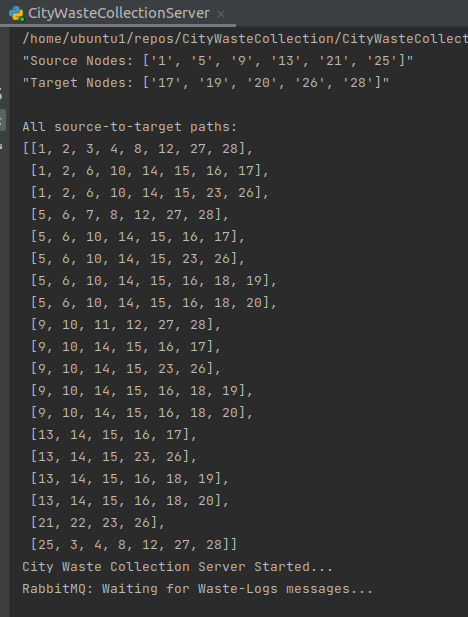 CityWasteCollectionServer ×
/home/ubuntu1/repos/CityWasteCollection/CityWasteCollect
"Source Nodes: ['1', '5', '9', '13', '21', '25']"
"Target Nodes: ['17', '19', '20', '26', '28']"
All source-to-target paths:
[[1, 2, 3, 4, 8, 12, 27, 28],
[1, 2, 6, 10, 14, 15, 16, 17],
[1, 2, 6, 10, 14, 15, 23, 26],
[5, 6, 7, 8, 12, 27, 28],
[5, 6, 10, 14, 15, 16, 17],
[5, 6, 10, 14, 15, 23, 26],
[5, 6, 10, 14, 15, 16, 18, 19],
[5, 6, 10, 14, 15, 16, 18, 20],
[9, 10, 11, 12, 27, 28],
[9, 10, 14, 15, 16, 17],
[9, 10, 14, 15, 23, 26],
[9, 10, 14, 15, 16, 18, 19],
[9, 10, 14, 15, 16, 18, 20],
[13, 14, 15, 16, 17],
[13, 14, 15, 23, 26],
[13, 14, 15, 16, 18, 19],
[13, 14, 15, 16, 18, 20],
[21, 22, 23, 26],
[25, 3, 4, 8, 12, 27, 28]]
City Waste Collection Server Started...
RabbitMQ: Waiting for Waste-Logs messages...